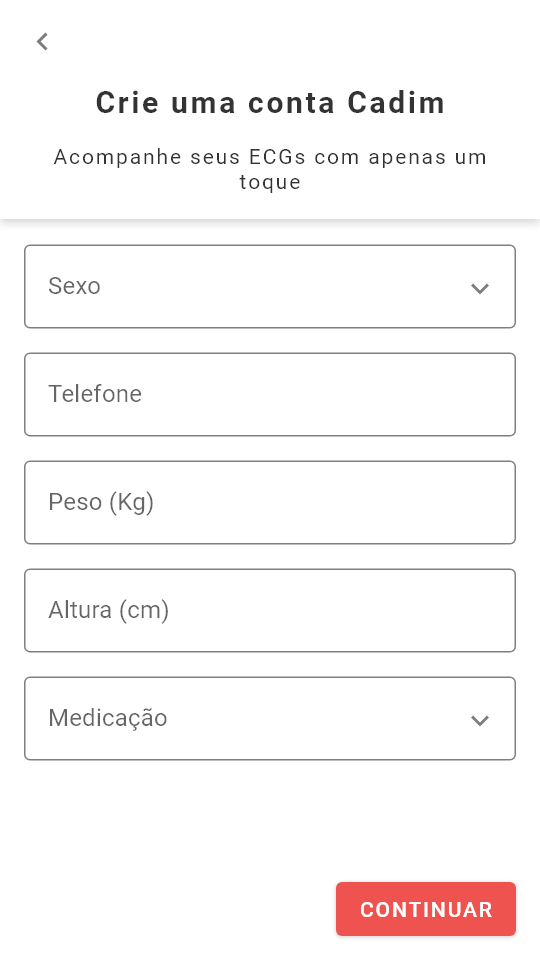 Crie uma conta Cadim
Acompanhe seus ECGs com apenas um
toque
Sexo
Telefone
Peso (Kg)
Altura (cm)
Medicação
CONTINUAR